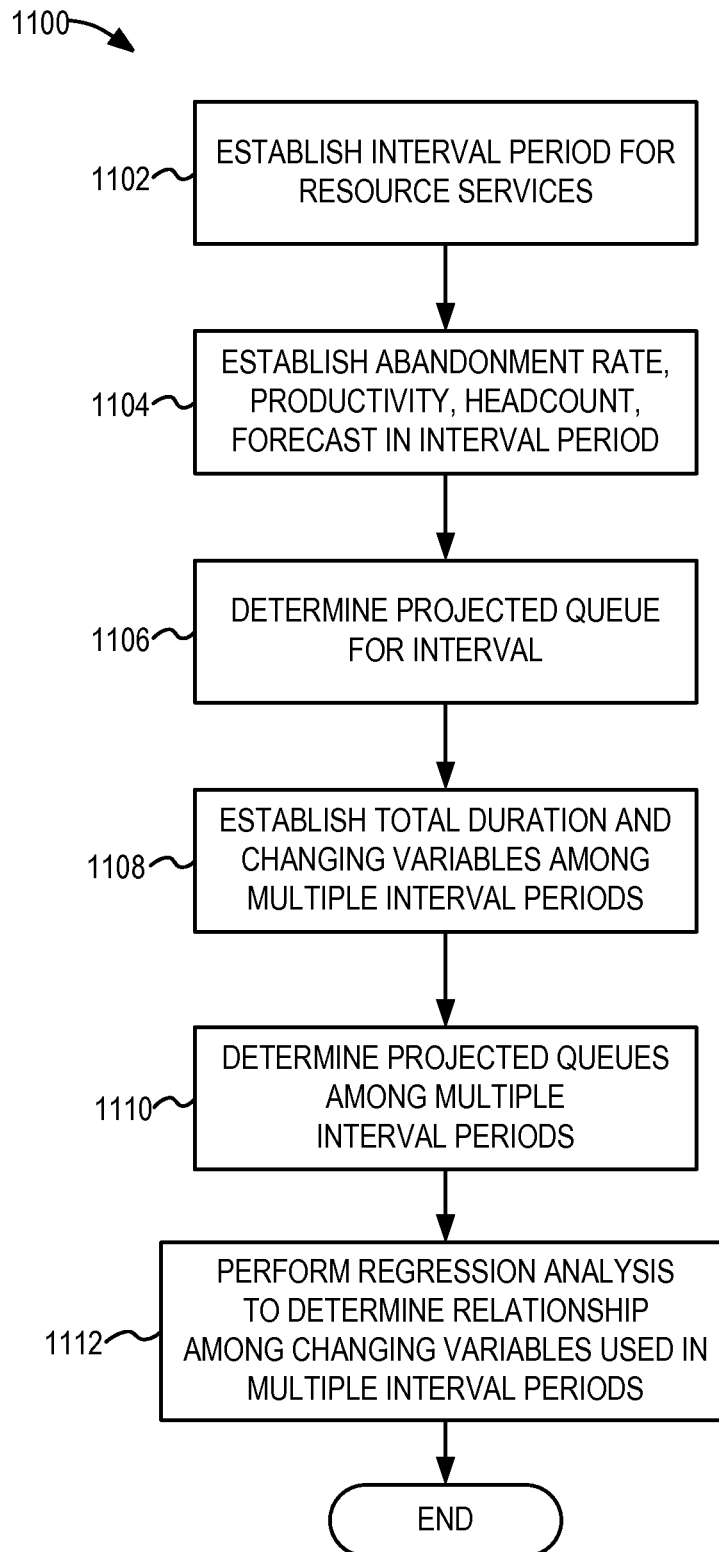 1100
1102
ESTABLISH INTERVAL PERIOD FOR
RESOURCE SERVICES
1104
ESTABLISH ABANDONMENT RATE,
PRODUCTIVITY, HEADCOUNT,
FORECAST IN INTERVAL PERIOD
1106
DETERMINE PROJECTED QUEUE
FOR INTERVAL
1108
ESTABLISH TOTAL DURATION AND
CHANGING VARIABLES AMONG
MULTIPLE INTERVAL PERIODS
1110
DETERMINE PROJECTED QUEUES
AMONG MULTIPLE
INTERVAL PERIODS
1112
PERFORM REGRESSION ANALYSIS
TO DETERMINE RELATIONSHIP
AMONG CHANGING VARIABLES USED IN
MULTIPLE INTERVAL PERIODS
END